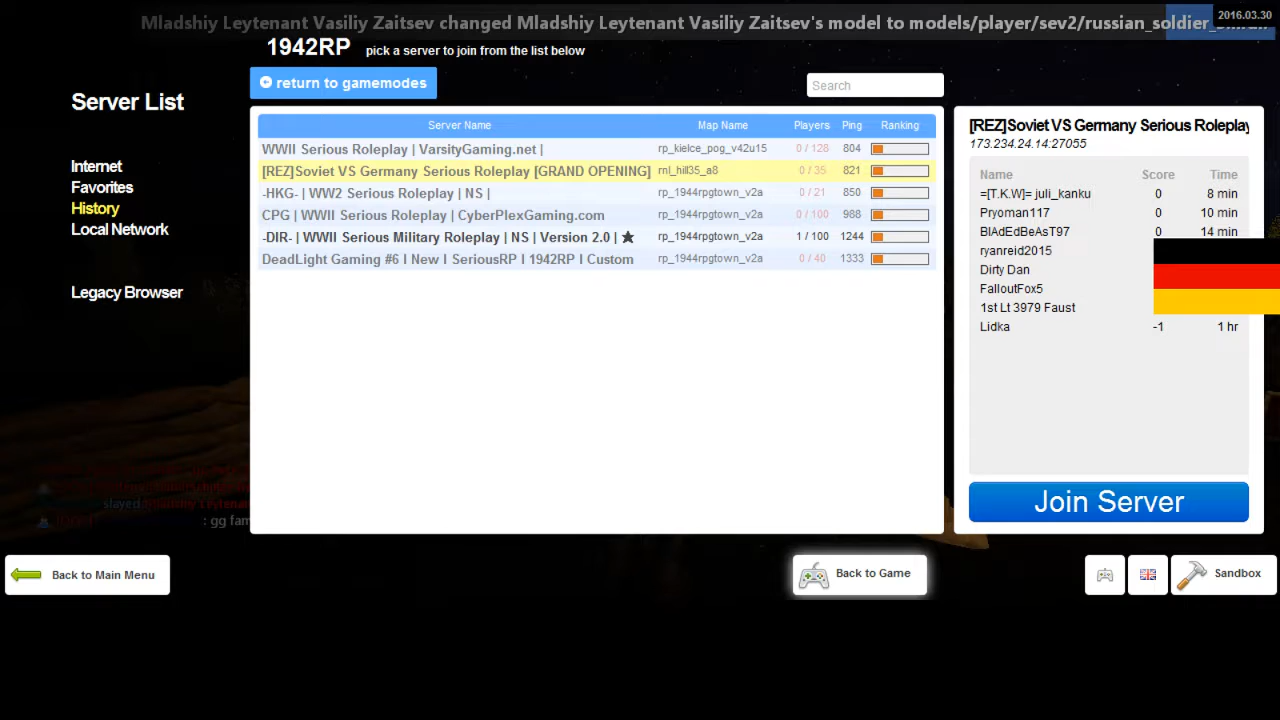 Mladshiy Leytenant Vasiliy Zaitsev changed Mladshiy Leytenant Vasiliy Zaitsev's model to models/player/sev2/russian_soldier
2016.03.30
1942RP pick a server to join from the list below
return to gamemodes
Search
Server List
Internet
Favorites
History
Local Network
Legacy Browser
Server Name Map Name Players Ping Ranking
WWII Serious Roleplay | VarsityGaming.net | rp_kielce_pog_v42u15 0 / 128 804
[REZ]Soviet VS Germany Serious Roleplay [GRAND OPENING] rnl_hill35_a8 0 / 35 821
-HKG- | WW2 Serious Roleplay | NS | rp_1944rpgtown_v2a 0 / 21 850
CPG | WWII Serious Roleplay | CyberPlexGaming.com rp_1944rpgtown_v2a 0 / 100 988
-DIR- | WWII Serious Military Roleplay | NS | Version 2.0 | ★ rp_1944rpgtown_v2a 1 / 100 1244
DeadLight Gaming #6 I New I SeriousRP I 1942RP I Custom rp_1944rpgtown_v2a 0 / 40 1333
[REZ]Soviet VS Germany Serious Roleplay
173.234.24.14:27055
Name Score Time
=[T.K.W]= juli_kanku 0 8 min
Pryoman117 0 10 min
BlAdEdBeAsT97 0 14 min
ryanreid2015
Dirty Dan
FalloutFox5
1st Lt 3979 Faust
Lidka -1 1 hr
Join Server
slayed
: gg fam
Back to Main Menu
Back to Game
Sandbox